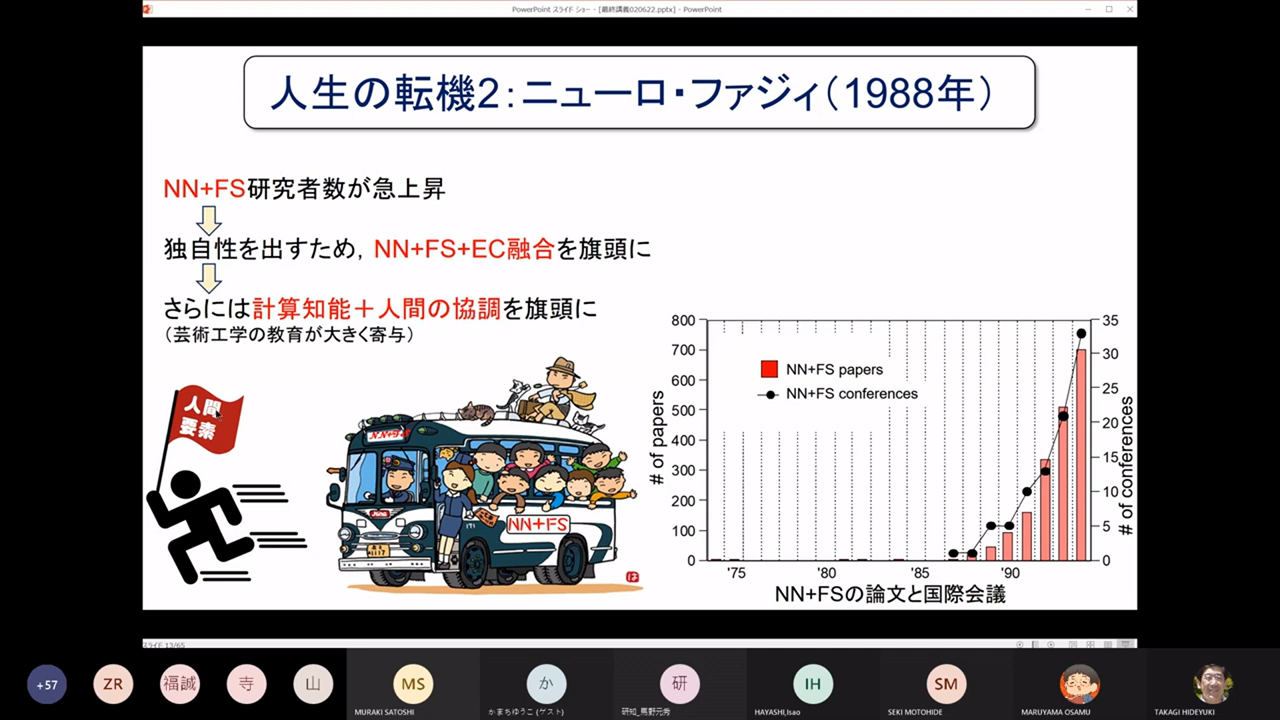 PowerPoint スライド ショー - [最終講義020622.pptx] - PowerPoint
人生の転機2：ニューロ・ファジィ（1988年）
NN+FS研究者数が急上昇
独自性を出すため，NN+FS+EC融合を旗頭に
さらには計算知能＋人間の協調を旗頭に
（芸術工学の教育が大きく寄与）
人間
要素
NN+FS
800
700
600
500
400
300
200
100
0
# of papers
NN+FS papers
NN+FS conferences
35
30
25
20
15
10
5
0
# of conferences
'75
'80
'85
'90
NN+FSの論文と国際会議
スライド 13/65
+57
ZR
福誠
寺
山
MS
MURAKI SATOSHI
か
かまちゆうこ (ゲスト)
研
研知_馬野元秀
IH
HAYASHI,Isao
SM
SEKI MOTOHIDE
MARUYAMA OSAMU
TAKAGI HIDEYUKI